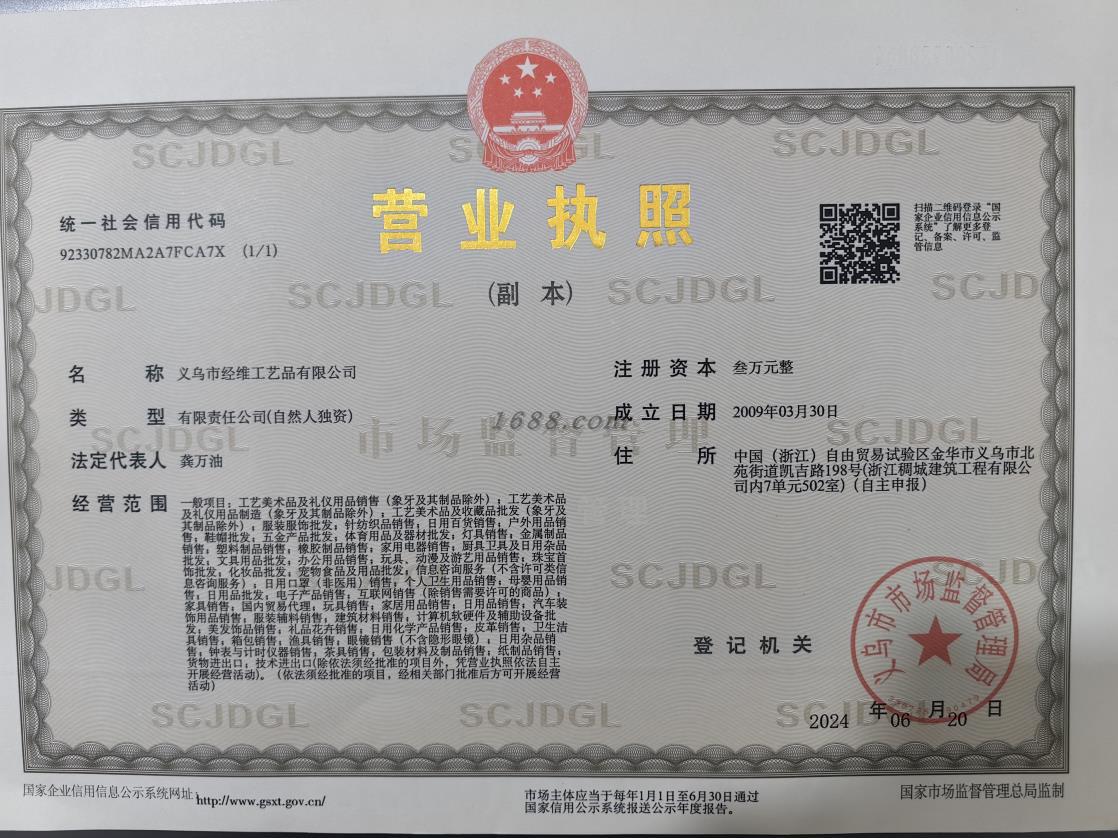 营业执照
(副 本)
统一社会信用代码
92330782MA2A7FCA7X (1/1)
扫描二维码登录“国
家企业信用信息公示
系统”了解更多登
记、备案、许可、监
管信息
名 称 义乌市经维工艺品有限公司
类 型 有限责任公司(自然人独资)
法定代表人 龚万油
经营范围 一般项目：工艺美术品及礼仪用品销售（象牙及其制品除外）；工艺美术品
及礼仪用品制造（象牙及其制品除外）；工艺美术品及收藏品批发（象牙及
其制品除外）；服装服饰批发；针纺织品销售；日用百货销售；户外用品销
售；鞋帽批发；五金产品批发；体育用品及器材批发；灯具销售；金属制品
销售；塑料制品销售；橡胶制品销售；家用电器销售；厨具卫具及日用杂品
批发；文具用品批发；办公用品销售；玩具、动漫及游艺用品销售；珠宝首
饰批发；化妆品批发；宠物食品及用品批发；信息咨询服务（不含许可类信
息咨询服务）；日用口罩（非医用）销售；个人卫生用品销售；母婴用品销
售；日用品批发；电子产品销售；互联网销售（除销售需要许可的商品）；
家具销售；国内贸易代理；玩具销售；家居用品销售；日用品销售；汽车装
饰用品销售；服装辅料销售；建筑材料销售；计算机软硬件及辅助设备批
发；美发饰品销售；礼品花卉销售；日用化学产品销售；皮革销售；卫生洁
具销售；箱包销售；渔具销售；眼镜销售（不含隐形眼镜）；日用杂品销
售；钟表与计时仪器销售；茶具销售；包装材料及制品销售；纸制品销售；
货物进出口；技术进出口(除依法须经批准的项目外，凭营业执照依法自主
开展经营活动)。（依法须经批准的项目，经相关部门批准后方可开展经营
活动）
注册资本 叁万元整
成立日期 2009年03月30日
住 所 中国（浙江）自由贸易试验区金华市义乌市北
苑街道凯吉路198号(浙江稠城建筑工程有限公
司内7单元502室)（自主申报）
1688.com
市场监督管理
SCJDGL
登记机关
义乌市市场监督管理局
2024 年 06 月 20 日
国家企业信用信息公示系统网址：http://www.gsxt.gov.cn/
市场主体应当于每年1月1日至6月30日通过
国家信用公示系统报送公示年度报告。
国家市场监督管理总局监制